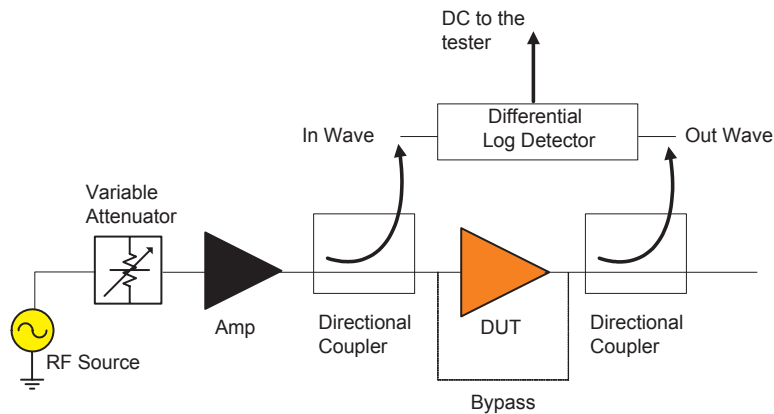 DC to the
tester
Differential
Log Detector
In Wave
Out Wave
Variable
Attenuator
Amp
Directional
Coupler
DUT
Directional
Coupler
RF Source
Bypass